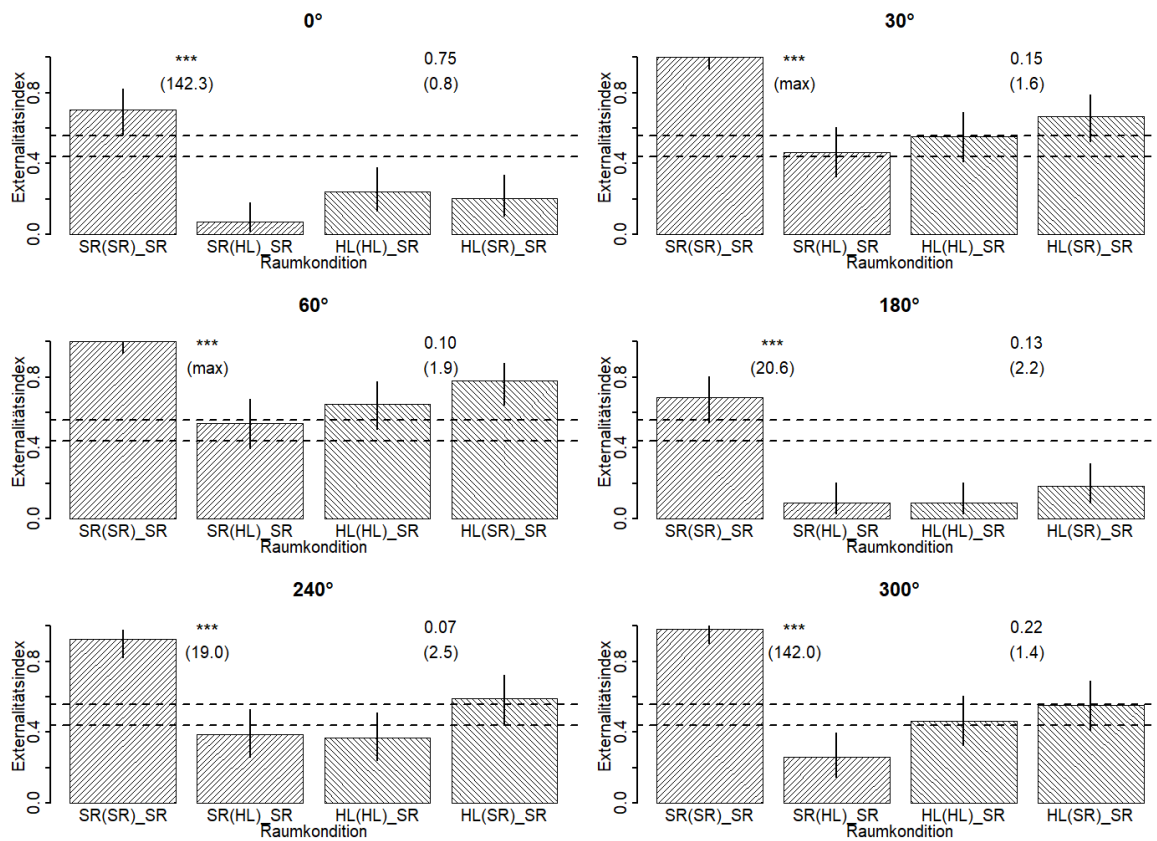 0°
*** 0.75
(142.3) (0.8)
Externalitätsindex
0.0 0.4 0.8
SR(SR)_SR SR(HL)_SR HL(HL)_SR HL(SR)_SR
Raumkondition
30°
*** 0.15
(max) (1.6)
Externalitätsindex
0.0 0.4 0.8
SR(SR)_SR SR(HL)_SR HL(HL)_SR HL(SR)_SR
Raumkondition
60°
*** 0.10
(max) (1.9)
Externalitätsindex
0.0 0.4 0.8
SR(SR)_SR SR(HL)_SR HL(HL)_SR HL(SR)_SR
Raumkondition
180°
*** 0.13
(20.6) (2.2)
Externalitätsindex
0.0 0.4 0.8
SR(SR)_SR SR(HL)_SR HL(HL)_SR HL(SR)_SR
Raumkondition
240°
*** 0.07
(19.0) (2.5)
Externalitätsindex
0.0 0.4 0.8
SR(SR)_SR SR(HL)_SR HL(HL)_SR HL(SR)_SR
Raumkondition
300°
*** 0.22
(142.0) (1.4)
Externalitätsindex
0.0 0.4 0.8
SR(SR)_SR SR(HL)_SR HL(HL)_SR HL(SR)_SR
Raumkondition